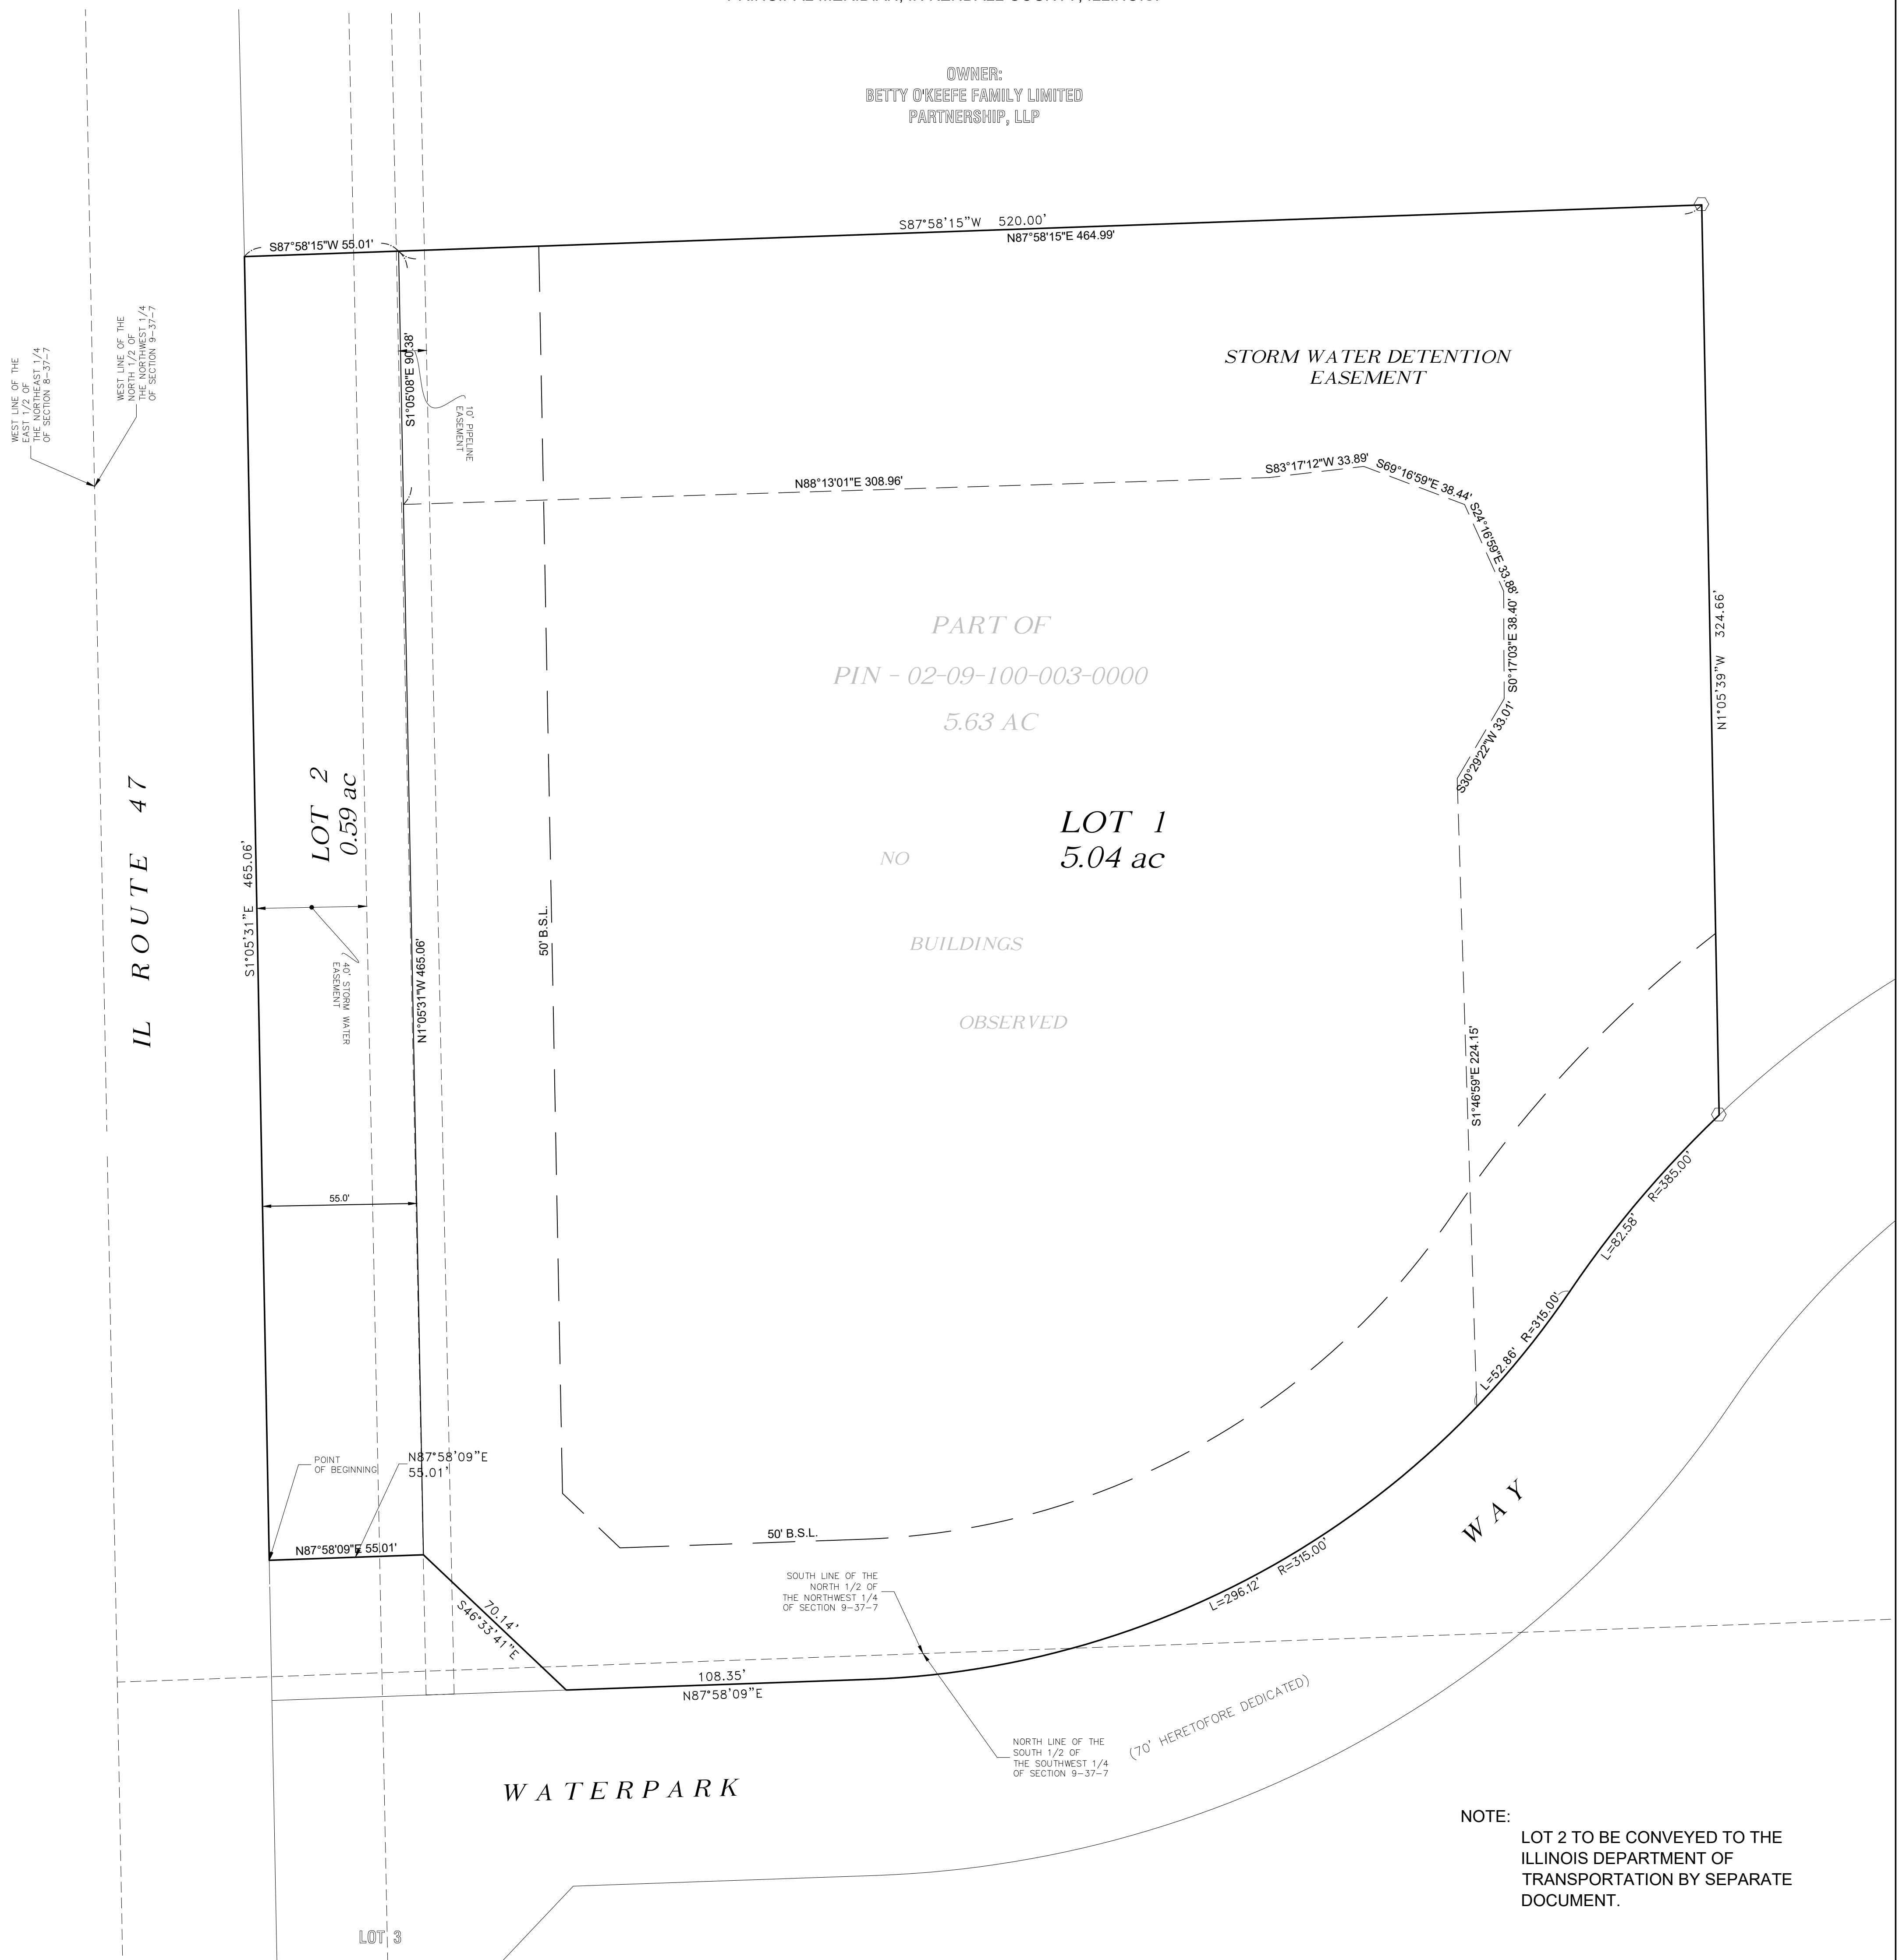 OWNER:
BETTY O'KEEFE FAMILY LIMITED
PARTNERSHIP, LLP
S87°58'15"W 520.00'
N87°58'15"E 464.99'
S87°58'15"W 55.01'
WEST LINE OF THE
EAST 1/2 OF
THE NORTHEAST 1/4
OF SECTION 8-37-7
WEST LINE OF THE
NORTH 1/2 OF
THE NORTHWEST 1/4
OF SECTION 9-37-7
S1°05'08"E 90.38'
10' PIPELINE
EASEMENT
STORM WATER DETENTION
EASEMENT
N88°13'01"E 308.96'
S83°17'12"W 33.89'
S69°16'59"E 38.44'
S24°16'59"E 33.88'
S0°17'03"E 38.40'
S30°29'22"W 33.01'
N1°05'39"W 324.66'
PART OF
PIN - 02-09-100-003-0000
5.63 AC
LOT 1
5.04 ac
NO
BUILDINGS
OBSERVED
LOT 2
0.59 ac
IL ROUTE 47
S1°05'31"E 465.06'
40' STORM WATER
EASEMENT
N1°05'31"W 465.06'
50' B.S.L.
S1°46'59"E 224.15'
55.0'
L=82.58' R=385.00'
L=52.86' R=315.00'
POINT
OF BEGINNING
N87°58'09"E
55.01'
N87°58'09"E 55.01'
50' B.S.L.
WAY
L=296.12' R=315.00'
SOUTH LINE OF THE
NORTH 1/2 OF
THE NORTHWEST 1/4
OF SECTION 9-37-7
70.14'
S46°33'41"E
108.35'
N87°58'09"E
(70' HERETOFORE DEDICATED)
NORTH LINE OF THE
SOUTH 1/2 OF
THE SOUTHWEST 1/4
OF SECTION 9-37-7
WATERPARK
NOTE:
LOT 2 TO BE CONVEYED TO THE
ILLINOIS DEPARTMENT OF
TRANSPORTATION BY SEPARATE
DOCUMENT.
LOT 3